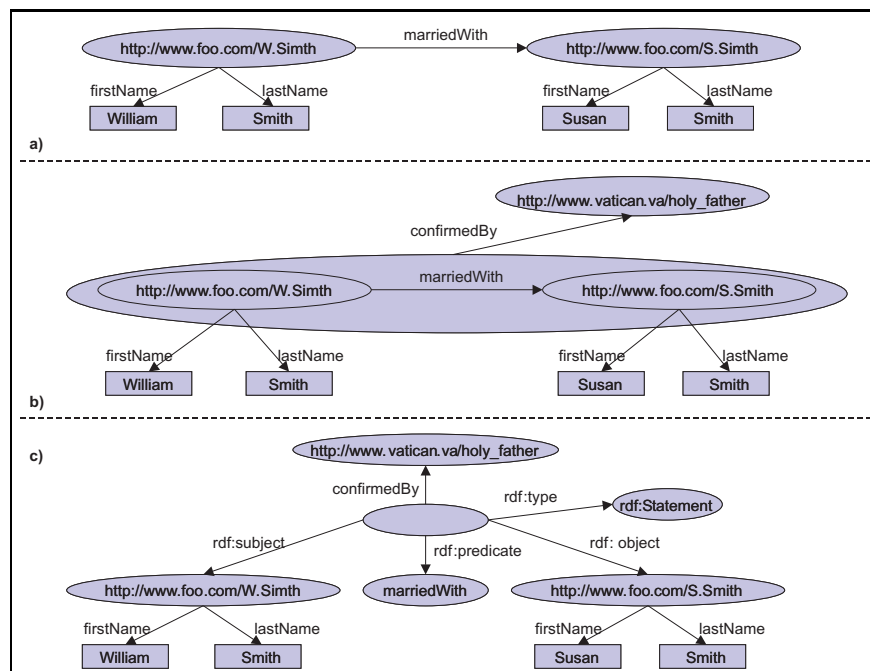 http://www.foo.com/W.Simth
marriedWith
http://www.foo.com/S.Simth
firstName
lastName
firstName
lastName
William
Smith
Susan
Smith
a)
http://www.vatican.va/holy_father
confirmedBy
http://www.foo.com/W.Simth
marriedWith
http://www.foo.com/S.Smith
firstName
lastName
firstName
lastName
William
Smith
Susan
Smith
b)
c)
http://www.vatican.va/holy_father
confirmedBy
rdf:type
rdf:Statement
rdf:subject
rdf:predicate
rdf: object
http://www.foo.com/W.Simth
marriedWith
http://www.foo.com/S.Smith
firstName
lastName
firstName
lastName
William
Smith
Susan
Smith